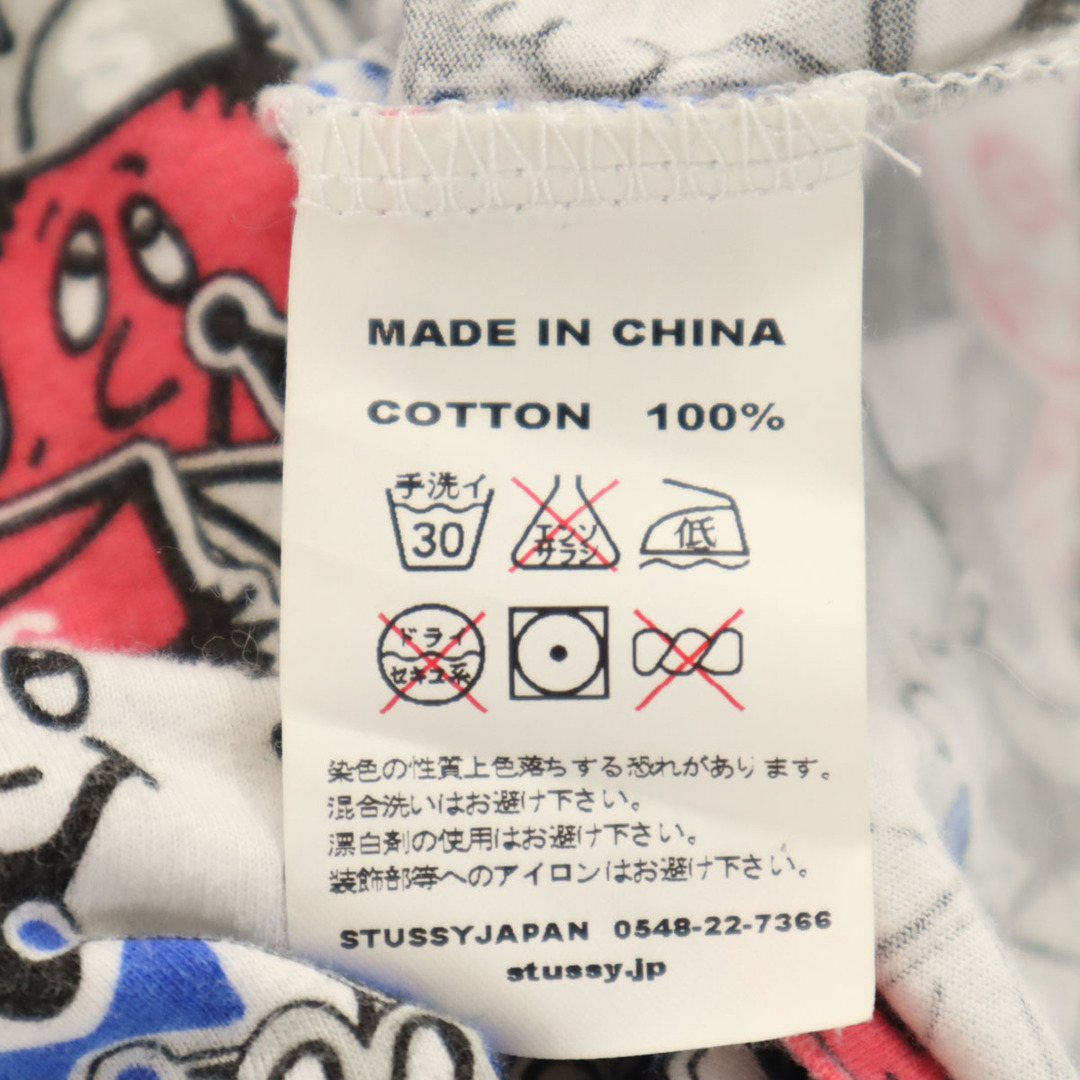 MADE IN CHINA
COTTON 100%
手洗イ
30
エンソ
サラシ
低
ドライ
セキユ系
染色の性質上色落ちする恐れがあります。
混合洗いはお避け下さい。
漂白剤の使用はお避け下さい。
装飾部等へのアイロンはお避け下さい。
STUSSYJAPAN 0548-22-7366
stussy.jp